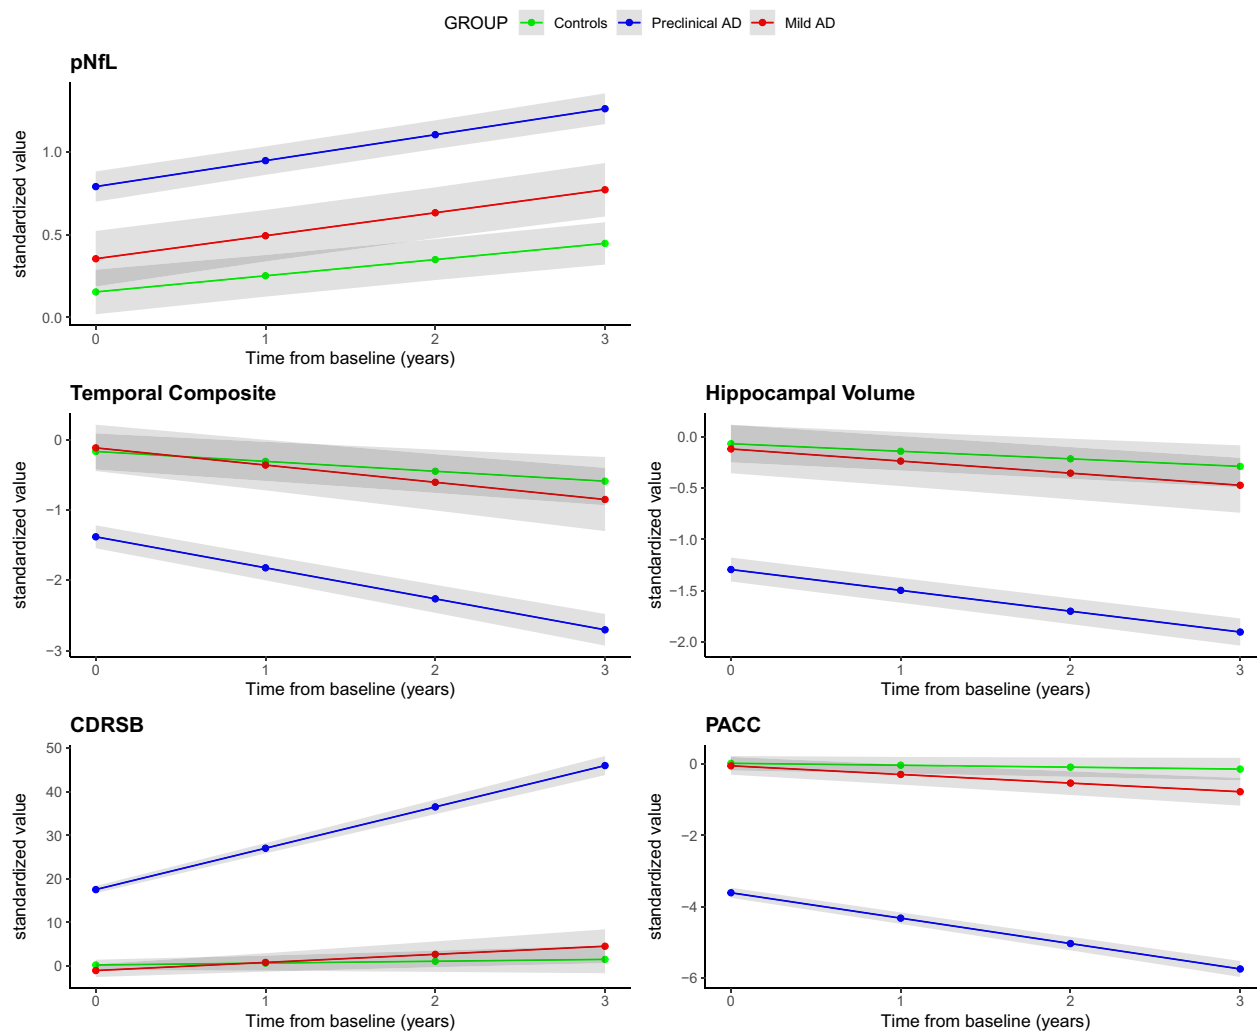 GROUP Controls Preclinical AD Mild AD
pNfL
standardized value
1.0
0.5
0.0
0 1 2 3
Time from baseline (years)
Temporal Composite
standardized value
0
−1
−2
−3
0 1 2 3
Time from baseline (years)
Hippocampal Volume
standardized value
0.0
−0.5
−1.0
−1.5
−2.0
0 1 2 3
Time from baseline (years)
CDRSB
standardized value
50
40
30
20
10
0
0 1 2 3
Time from baseline (years)
PACC
standardized value
0
−2
−4
−6
0 1 2 3
Time from baseline (years)